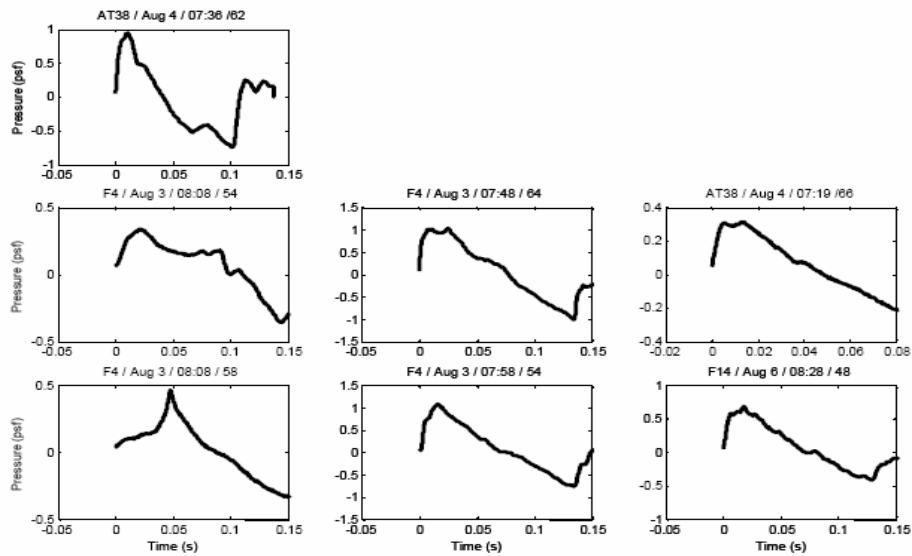 AT38 / Aug 4 / 07:36 /62
1
0.5
0
-0.5
-1
Pressure (psf)
-0.05 0 0.05 0.1 0.15
F4 / Aug 3 / 08:08 / 54
0.5
0
-0.5
Pressure (psf)
-0.05 0 0.05 0.1 0.15
F4 / Aug 3 / 07:48 / 64
1.5
1
0.5
0
-0.5
-1
-1.5
-0.05 0 0.05 0.1 0.15
AT38 / Aug 4 / 07:19 /66
0.4
0.2
0
-0.2
-0.4
-0.02 0 0.02 0.04 0.06 0.08
F4 / Aug 3 / 08:08 / 58
0.5
0
-0.5
Pressure (psf)
-0.05 0 0.05 0.1 0.15
Time (s)
F4 / Aug 3 / 07:58 / 54
1.5
1
0.5
0
-0.5
-1
-1.5
-0.05 0 0.05 0.1 0.15
Time (s)
F14 / Aug 6 / 08:28 / 48
1
0.5
0
-0.5
-1
-0.05 0 0.05 0.1 0.15
Time (s)